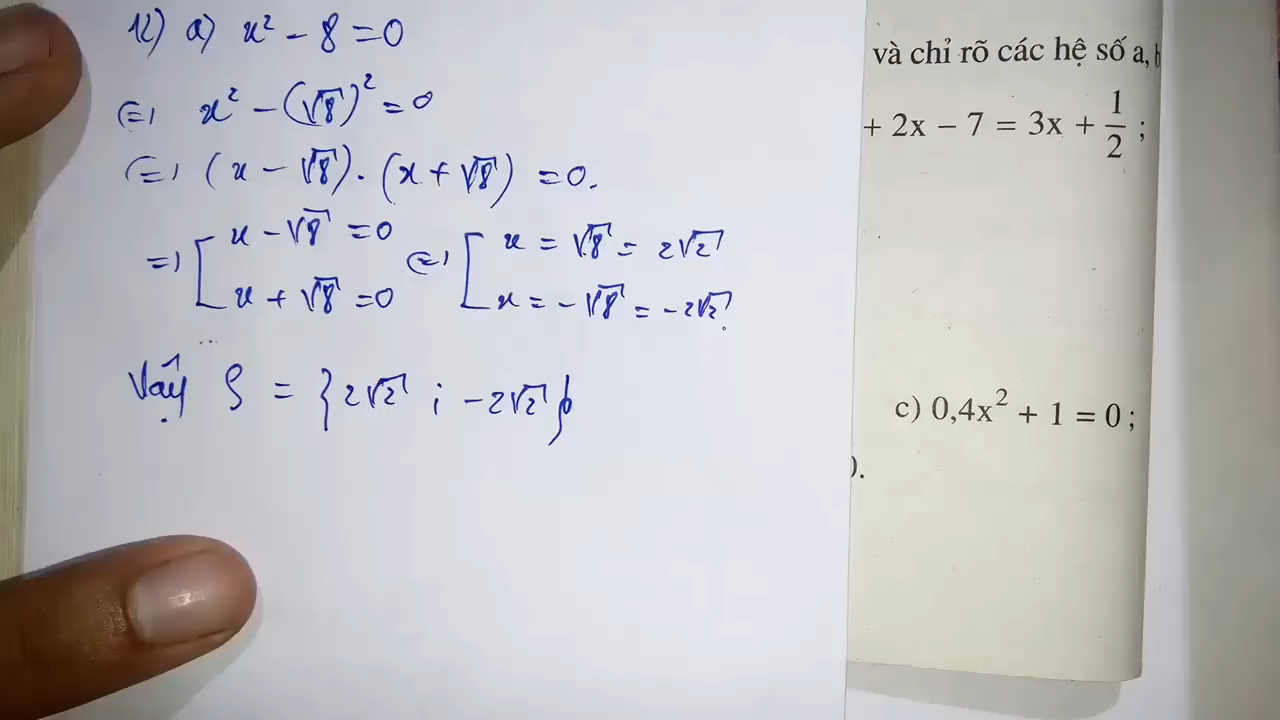 12) a) x² - 8 = 0
(=) x² - (√8)² = 0
(=) (x - √8) . (x + √8) = 0.
=) [ x - √8 = 0 (=) [ x = √8 = 2√2
x + √8 = 0 x = -√8 = -2√2.
Vậy S = {2√2 ; -2√2}
và chỉ rõ các hệ số a,
+ 2x − 7 = 3x + 1/2 ;
c) 0,4x² + 1 = 0 ;
).